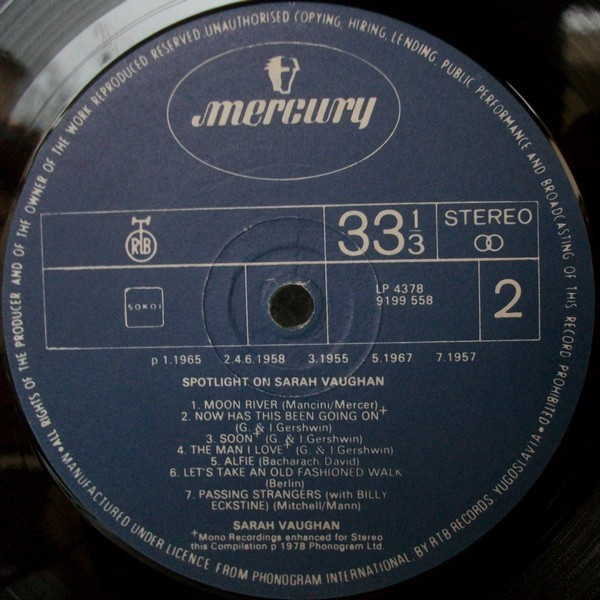 • ALL RIGHTS OF THE PRODUCER AND OF THE OWNER OF THE WORK REPRODUCED RESERVED. UNAUTHORISED COPYING, HIRING, LENDING, PUBLIC PERFORMANCE AND BROADCASTING OF THIS RECORD PROHIBITED •
mercury
RTB
33 1/3
STEREO
SOKOJ
LP 4378
9199 558
2
p 1.1965 2.4.6.1958 3.1955 5.1967 7.1957
SPOTLIGHT ON SARAH VAUGHAN
1. MOON RIVER (Mancini/Mercer)
2. NOW HAS THIS BEEN GOING ON+
(G. & I.Gershwin)
3. SOON+ (G. & I.Gershwin)
4. THE MAN I LOVE+ (G. & I.Gershwin)
5. ALFIE (Bacharach, David)
6. LET'S TAKE AN OLD FASHIONED WALK
(Berlin)
7. PASSING STRANGERS (with BILLY
ECKSTINE) (Mitchell/Mann)
SARAH VAUGHAN
+Mono Recordings enhanced for Stereo
this Compilation p 1978 Phonogram Ltd.
MANUFACTURED UNDER LICENCE FROM PHONOGRAM INTERNATIONAL. BY RTB RECORDS, YUGOSLAVIA •